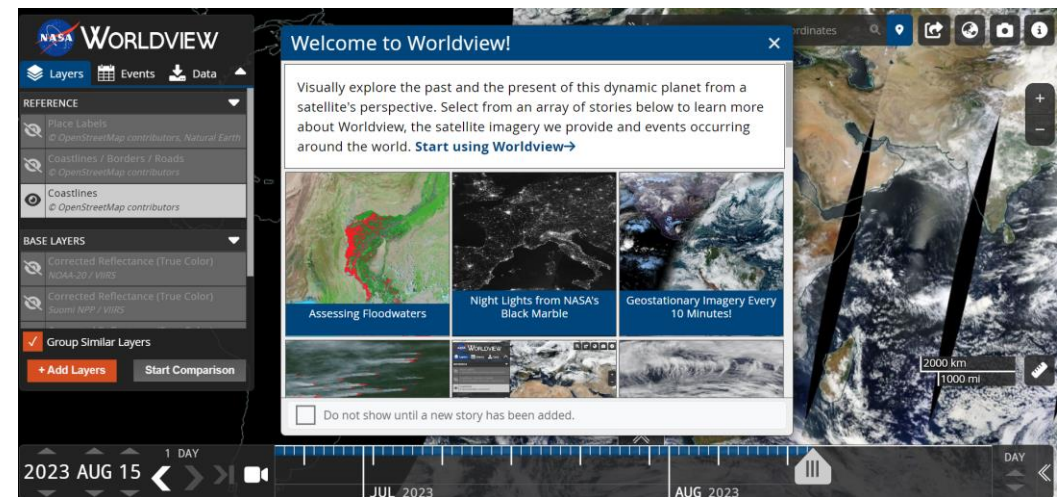 NASA WORLDVIEW
Layers Events Data
REFERENCE
Place Labels
© OpenStreetMap contributors, Natural Earth
Coastlines / Borders / Roads
© OpenStreetMap contributors
Coastlines
© OpenStreetMap contributors
BASE LAYERS
Corrected Reflectance (True Color)
NOAA-20 / VIIRS
Corrected Reflectance (True Color)
Suomi NPP / VIIRS
✓ Group Similar Layers
+ Add Layers Start Comparison
Welcome to Worldview! ×
Visually explore the past and the present of this dynamic planet from a
satellite's perspective. Select from an array of stories below to learn more
about Worldview, the satellite imagery we provide and events occurring
around the world. Start using Worldview→
Assessing Floodwaters
Night Lights from NASA's
Black Marble
Geostationary Imagery Every
10 Minutes!
WORLDVIEW
Do not show until a new story has been added.
ordinates
+
−
2000 km
1000 mi
1 DAY
2023 AUG 15
JUL 2023
AUG 2023
DAY